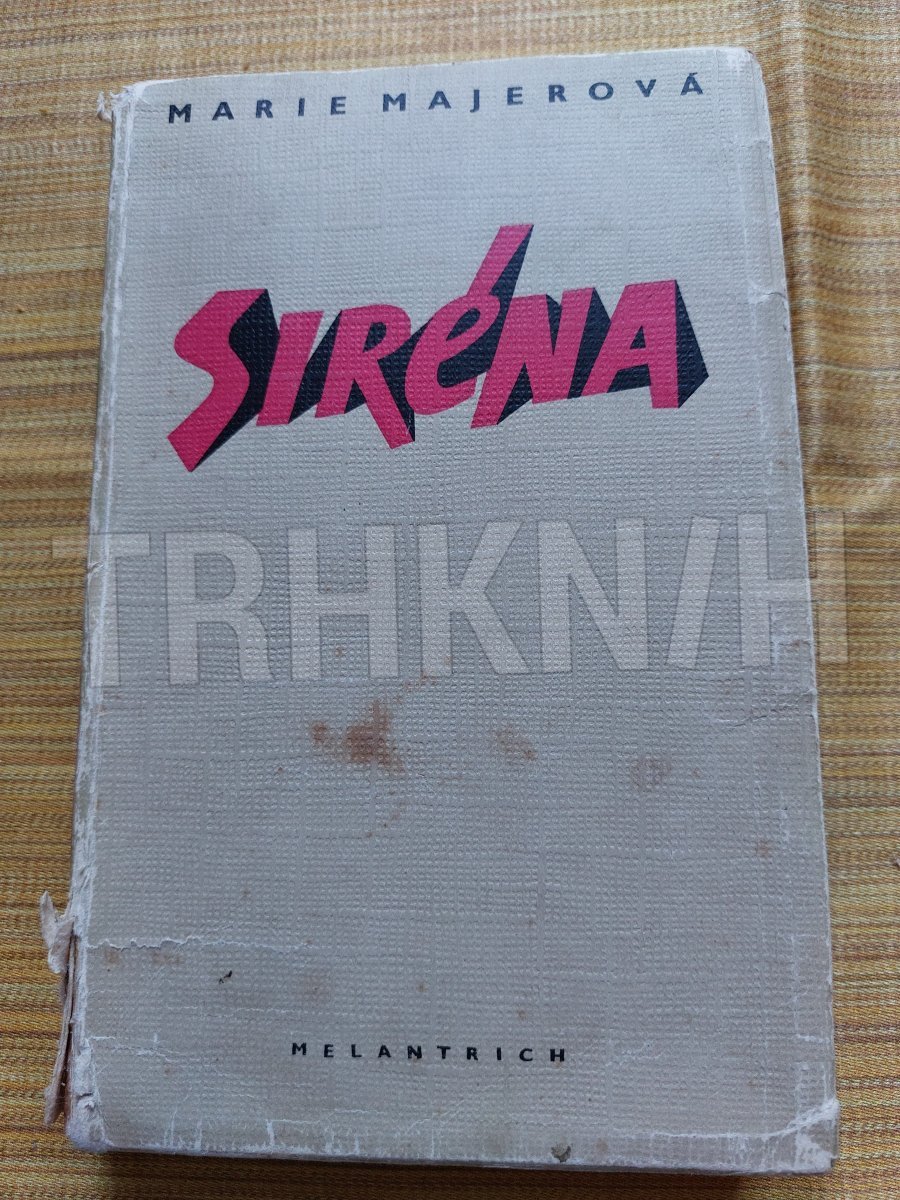 MARIE MAJEROVÁ
SIRéNA
TRHKNIH
MELANTRICH